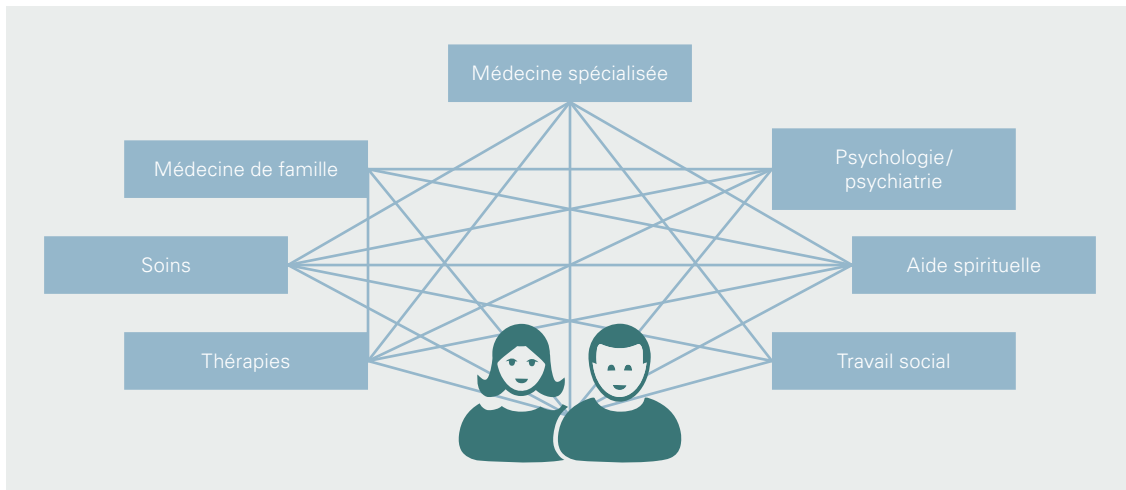 Médecine spécialisée
Médecine de famille
Psychologie/
psychiatrie
Soins
Aide spirituelle
Thérapies
Travail social